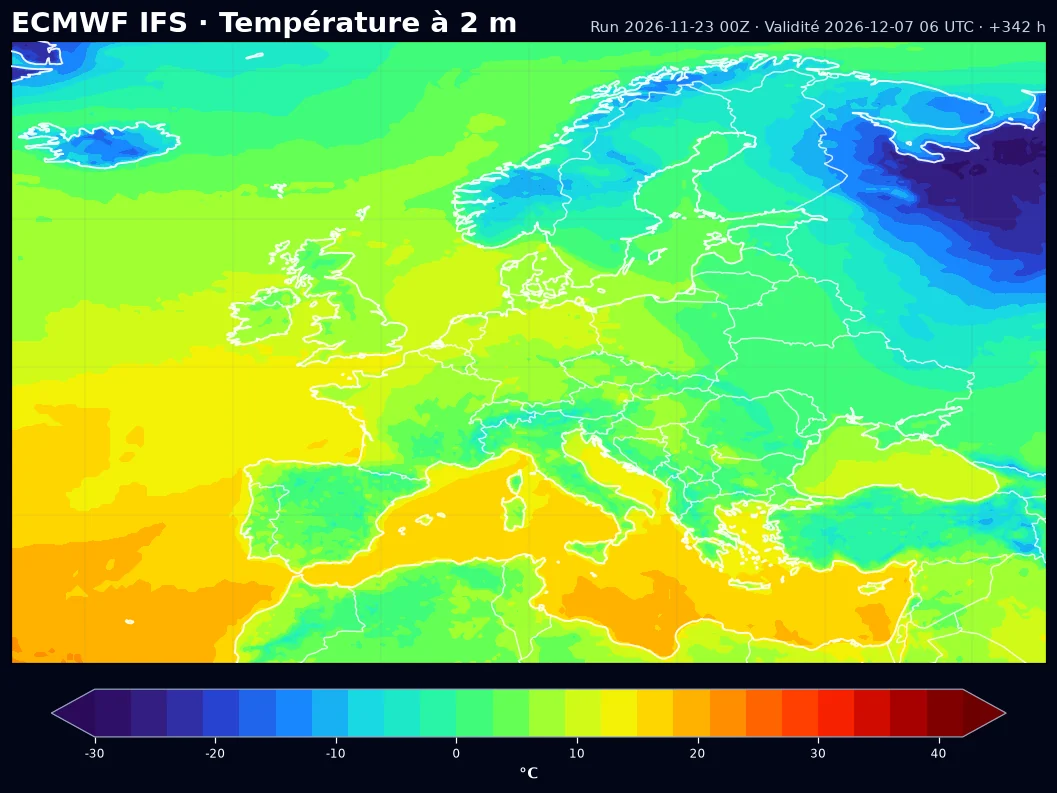 ECMWF IFS · Température à 2 m
Run 2026-11-23 00Z · Validité 2026-12-07 06 UTC · +342 h
-30 -20 -10 0 10 20 30 40
°C